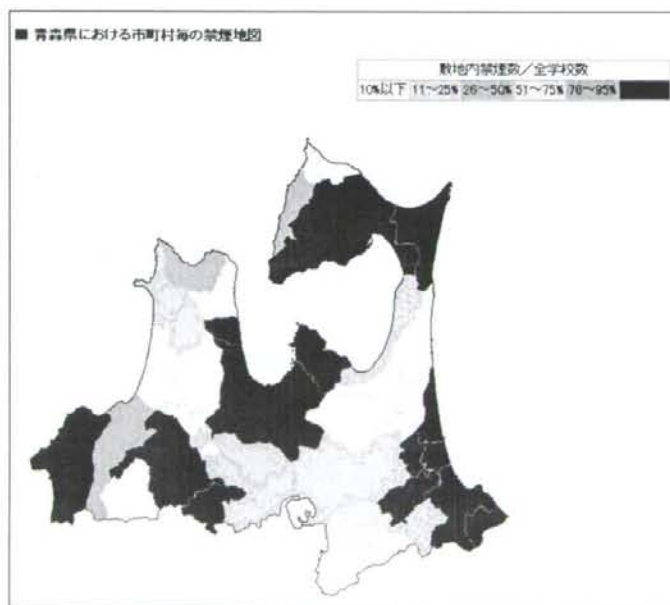 ■ 青森県における市町村毎の禁煙地図
敷地内禁煙数／全学校数
10%以下 11～25% 26～50% 51～75% 76～95%